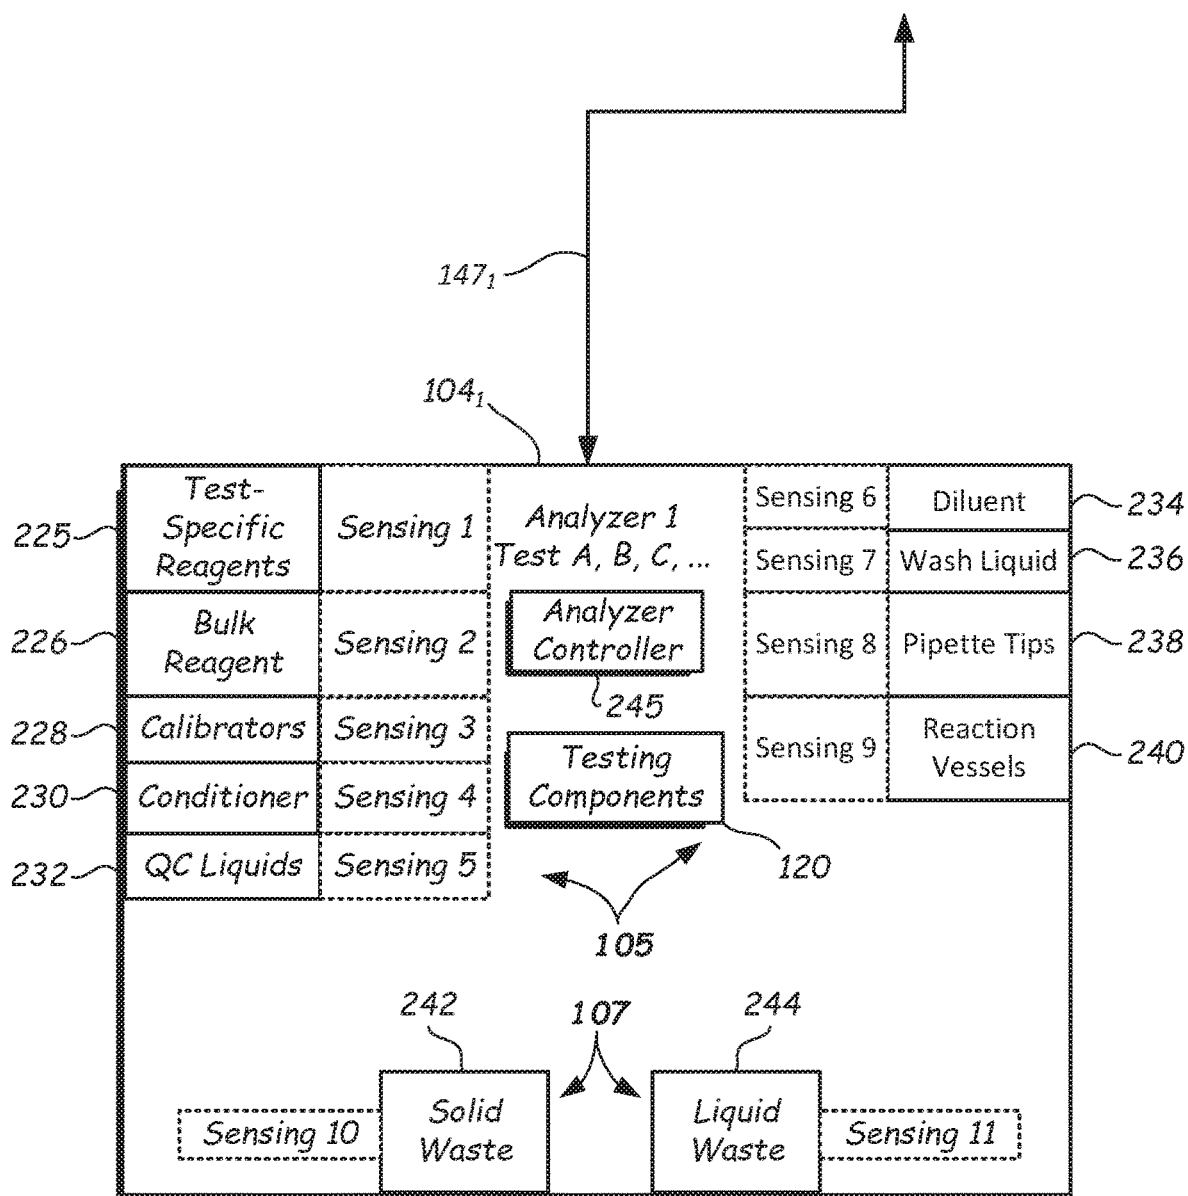 147₁
104₁
Test-
Specific
Reagents
Sensing 1
Analyzer 1
Test A, B, C, ...
Sensing 6
Diluent
225
234
Sensing 7
Wash Liquid
236
Bulk
Reagent
Sensing 2
Analyzer
Controller
Sensing 8
Pipette Tips
226
238
245
Calibrators
Sensing 3
228
Testing
Components
Sensing 9
Reaction
Vessels
240
Conditioner
Sensing 4
230
QC Liquids
Sensing 5
232
120
105
242
107
244
Solid
Waste
Sensing 10
Liquid
Waste
Sensing 11